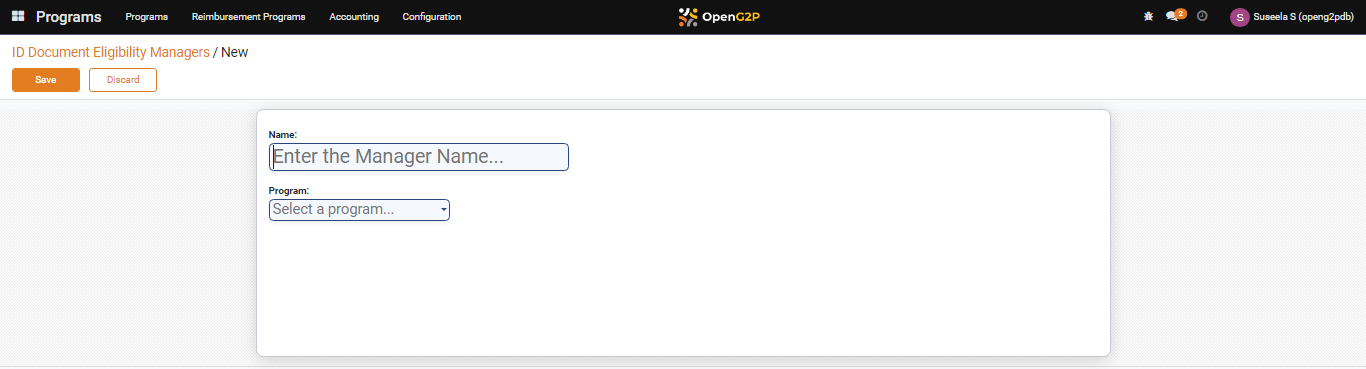 Programs Programs Reimbursement Programs Accounting Configuration OpenG2P 2 S Suseela S (openg2pdb)
ID Document Eligibility Managers / New
Save Discard
Name:
Enter the Manager Name...
Program:
Select a program...